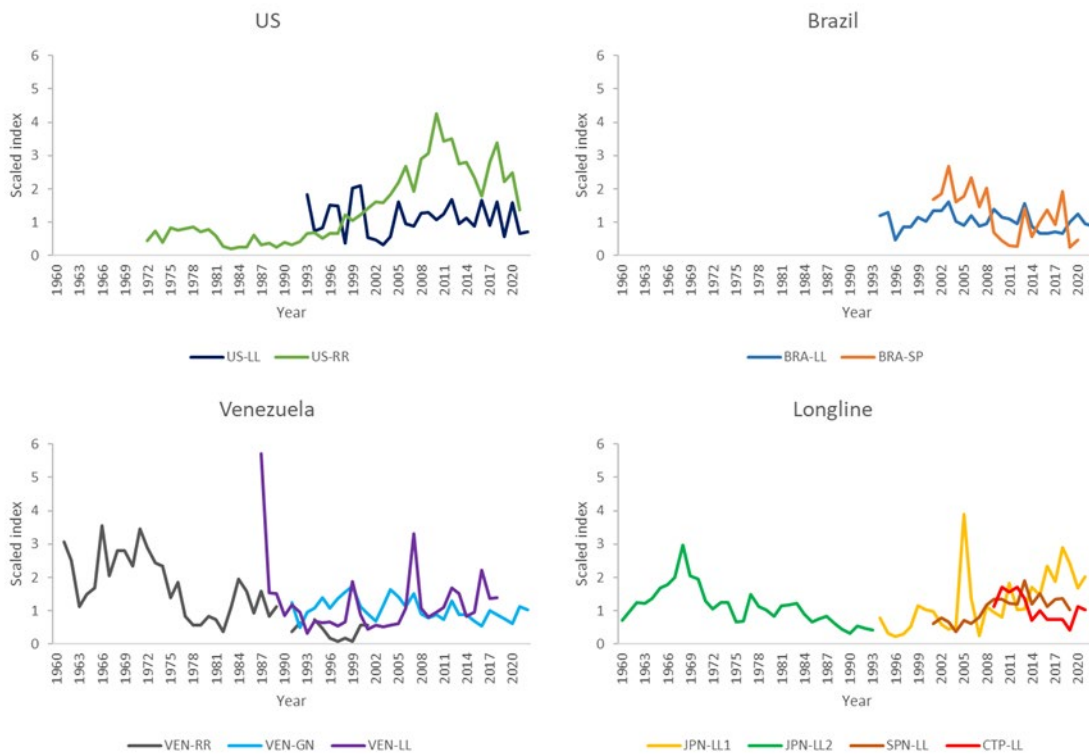 US
6
5
4
3
2
1
0
Scaled index
1960 1963 1966 1969 1972 1975 1978 1981 1984 1987 1990 1993 1996 1999 2002 2005 2008 2011 2014 2017 2020
Year
US-LL US-RR
Brazil
6
5
4
3
2
1
0
Scaled index
1960 1963 1966 1969 1972 1975 1978 1981 1984 1987 1990 1993 1996 1999 2002 2005 2008 2011 2014 2017 2020
Year
BRA-LL BRA-SP
Venezuela
6
5
4
3
2
1
0
Scaled index
1960 1963 1966 1969 1972 1975 1978 1981 1984 1987 1990 1993 1996 1999 2002 2005 2008 2011 2014 2017 2020
Year
VEN-RR VEN-GN VEN-LL
Longline
6
5
4
3
2
1
0
Scaled index
1960 1963 1966 1969 1972 1975 1978 1981 1984 1987 1990 1993 1996 1999 2002 2005 2008 2011 2014 2017 2020
Year
JPN-LL1 JPN-LL2 SPN-LL CTP-LL